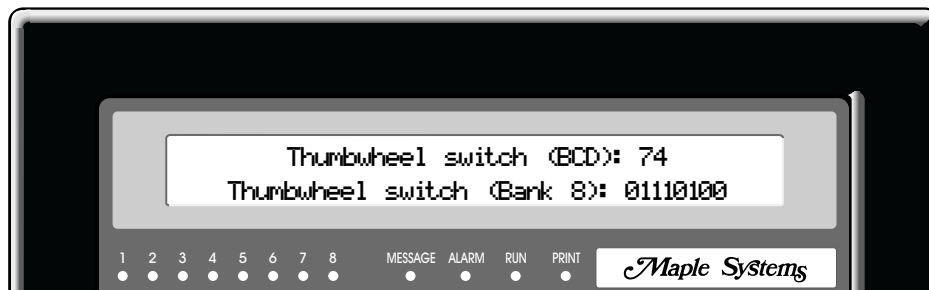 Thumbwheel switch (BCD): 74
Thumbwheel switch (Bank 8): 01110100
1 2 3 4 5 6 7 8 MESSAGE ALARM RUN PRINT
Maple Systems